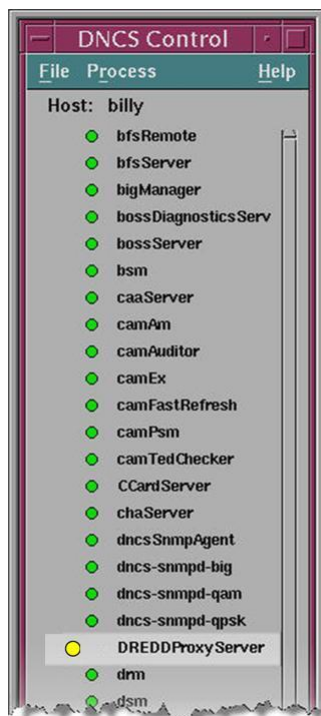 DNCS Control
File Process Help
Host: billy
bfsRemote
bfsServer
bigManager
bossDiagnosticsServ
bossServer
bsm
caaServer
camAm
camAuditor
camEx
camFastRefresh
camPsm
camTedChecker
CCardServer
chaServer
dncsSnmpAgent
dncs-snmpd-big
dncs-snmpd-qam
dncs-snmpd-qpsk
DREDDProxyServer
drm
dsm